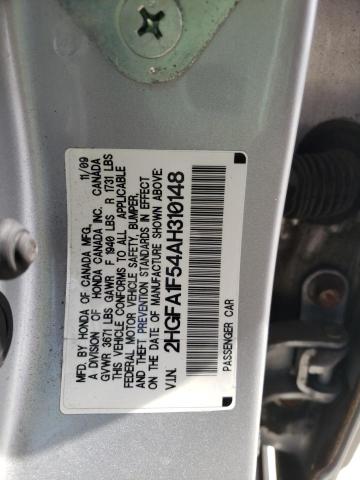 MFD. BY HONDA OF CANADA MFG. 11/09
A DIVISION OF HONDA CANADA INC. CANADA
GVWR 3671 LBS GAWR F 1940 LBS R 1731 LBS
THIS VEHICLE CONFORMS TO ALL APPLICABLE
FEDERAL MOTOR VEHICLE SAFETY, BUMPER,
AND THEFT PREVENTION STANDARDS IN EFFECT
ON THE DATE OF MANUFACTURE SHOWN ABOVE
V.I.N. 2HGFA1F54AH310148
PASSENGER CAR